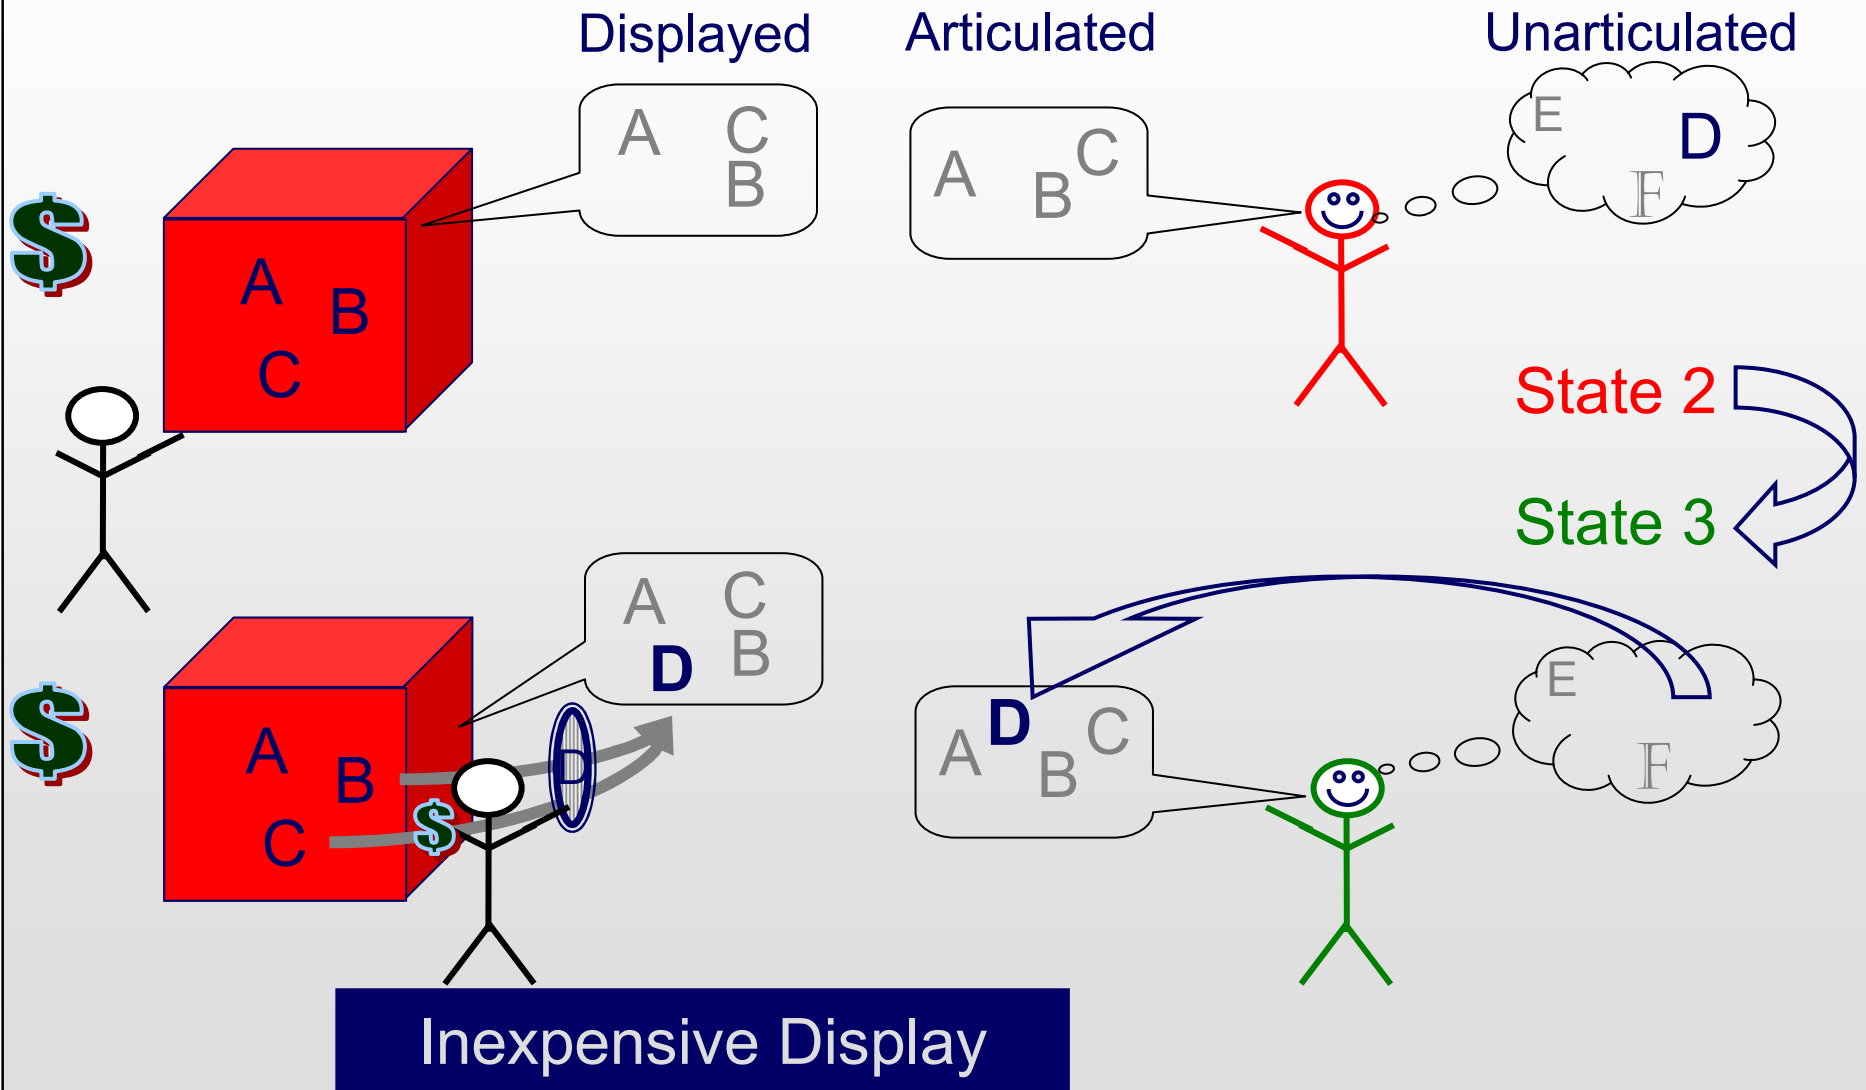 Displayed Articulated Unarticulated
A C
B
A B C
E D
F
$
A B
C
State 2
State 3
A C
D B
A D B C
E
F
$
A B
C
$
D
Inexpensive Display